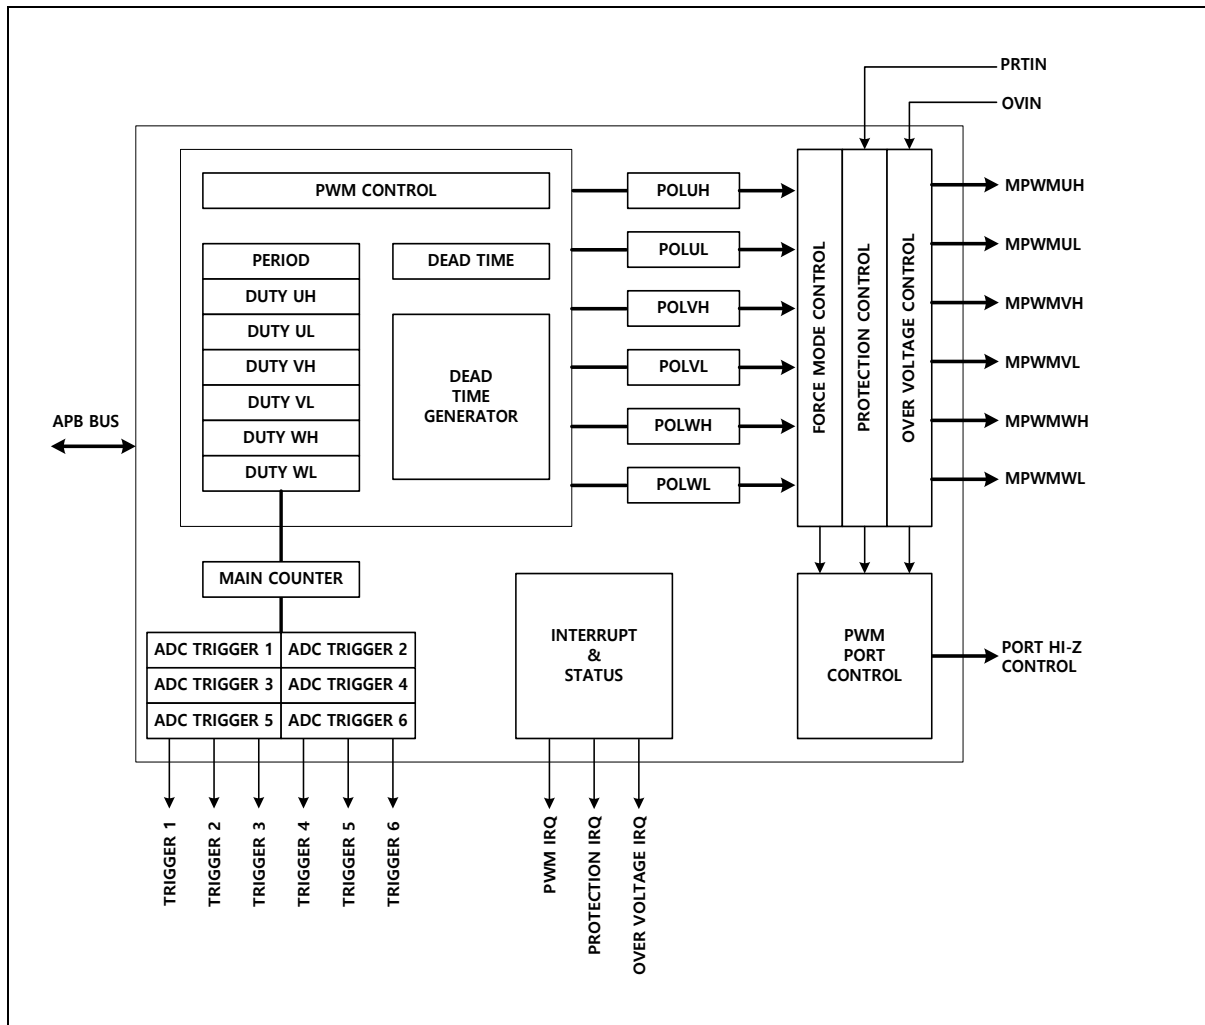 PRTIN
OVIN
PWM CONTROL
PERIOD
DUTY UH
DUTY UL
DUTY VH
DUTY VL
DUTY WH
DUTY WL
DEAD TIME
DEAD
TIME
GENERATOR
POLUH
POLUL
POLVH
POLVL
POLWH
POLWL
FORCE MODE CONTROL
PROTECTION CONTROL
OVER VOLTAGE CONTROL
MPWMUH
MPWMUL
MPWMVH
MPWMVL
MPWMWH
MPWMWL
APB BUS
MAIN COUNTER
ADC TRIGGER 1
ADC TRIGGER 2
ADC TRIGGER 3
ADC TRIGGER 4
ADC TRIGGER 5
ADC TRIGGER 6
INTERRUPT
&
STATUS
PWM
PORT
CONTROL
PORT HI-Z
CONTROL
TRIGGER 1
TRIGGER 2
TRIGGER 3
TRIGGER 4
TRIGGER 5
TRIGGER 6
PWM IRQ
PROTECTION IRQ
OVER VOLTAGE IRQ